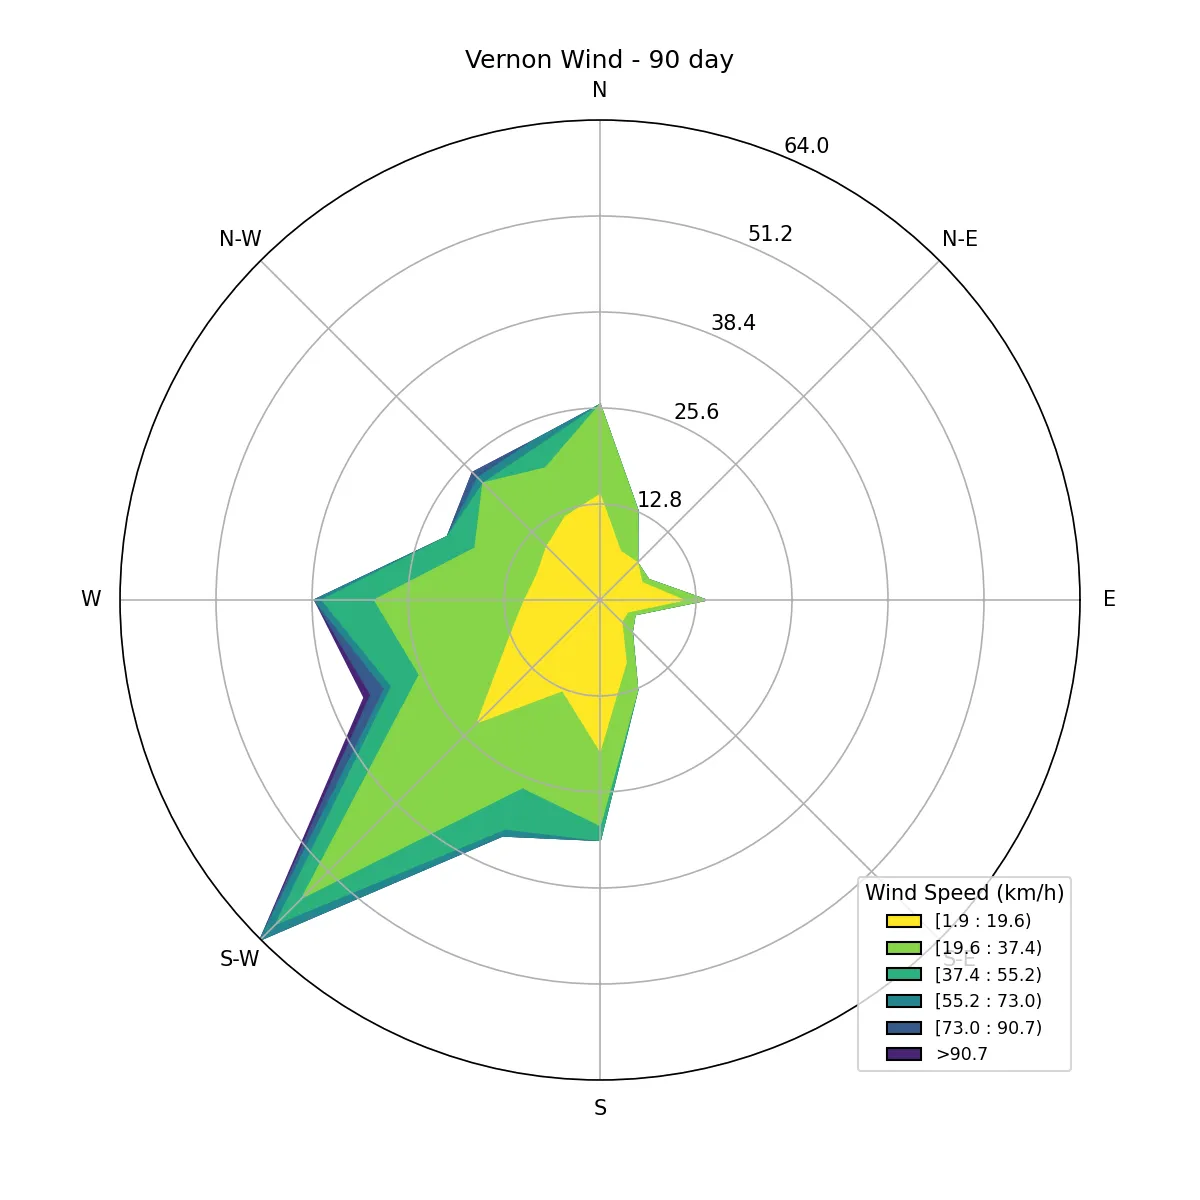 Vernon Wind - 90 day
N
64.0
51.2
N-W
N-E
38.4
25.6
12.8
W
E
S-W
S-E
S
Wind Speed (km/h)
[1.9 : 19.6)
[19.6 : 37.4)
[37.4 : 55.2)
[55.2 : 73.0)
[73.0 : 90.7)
>90.7